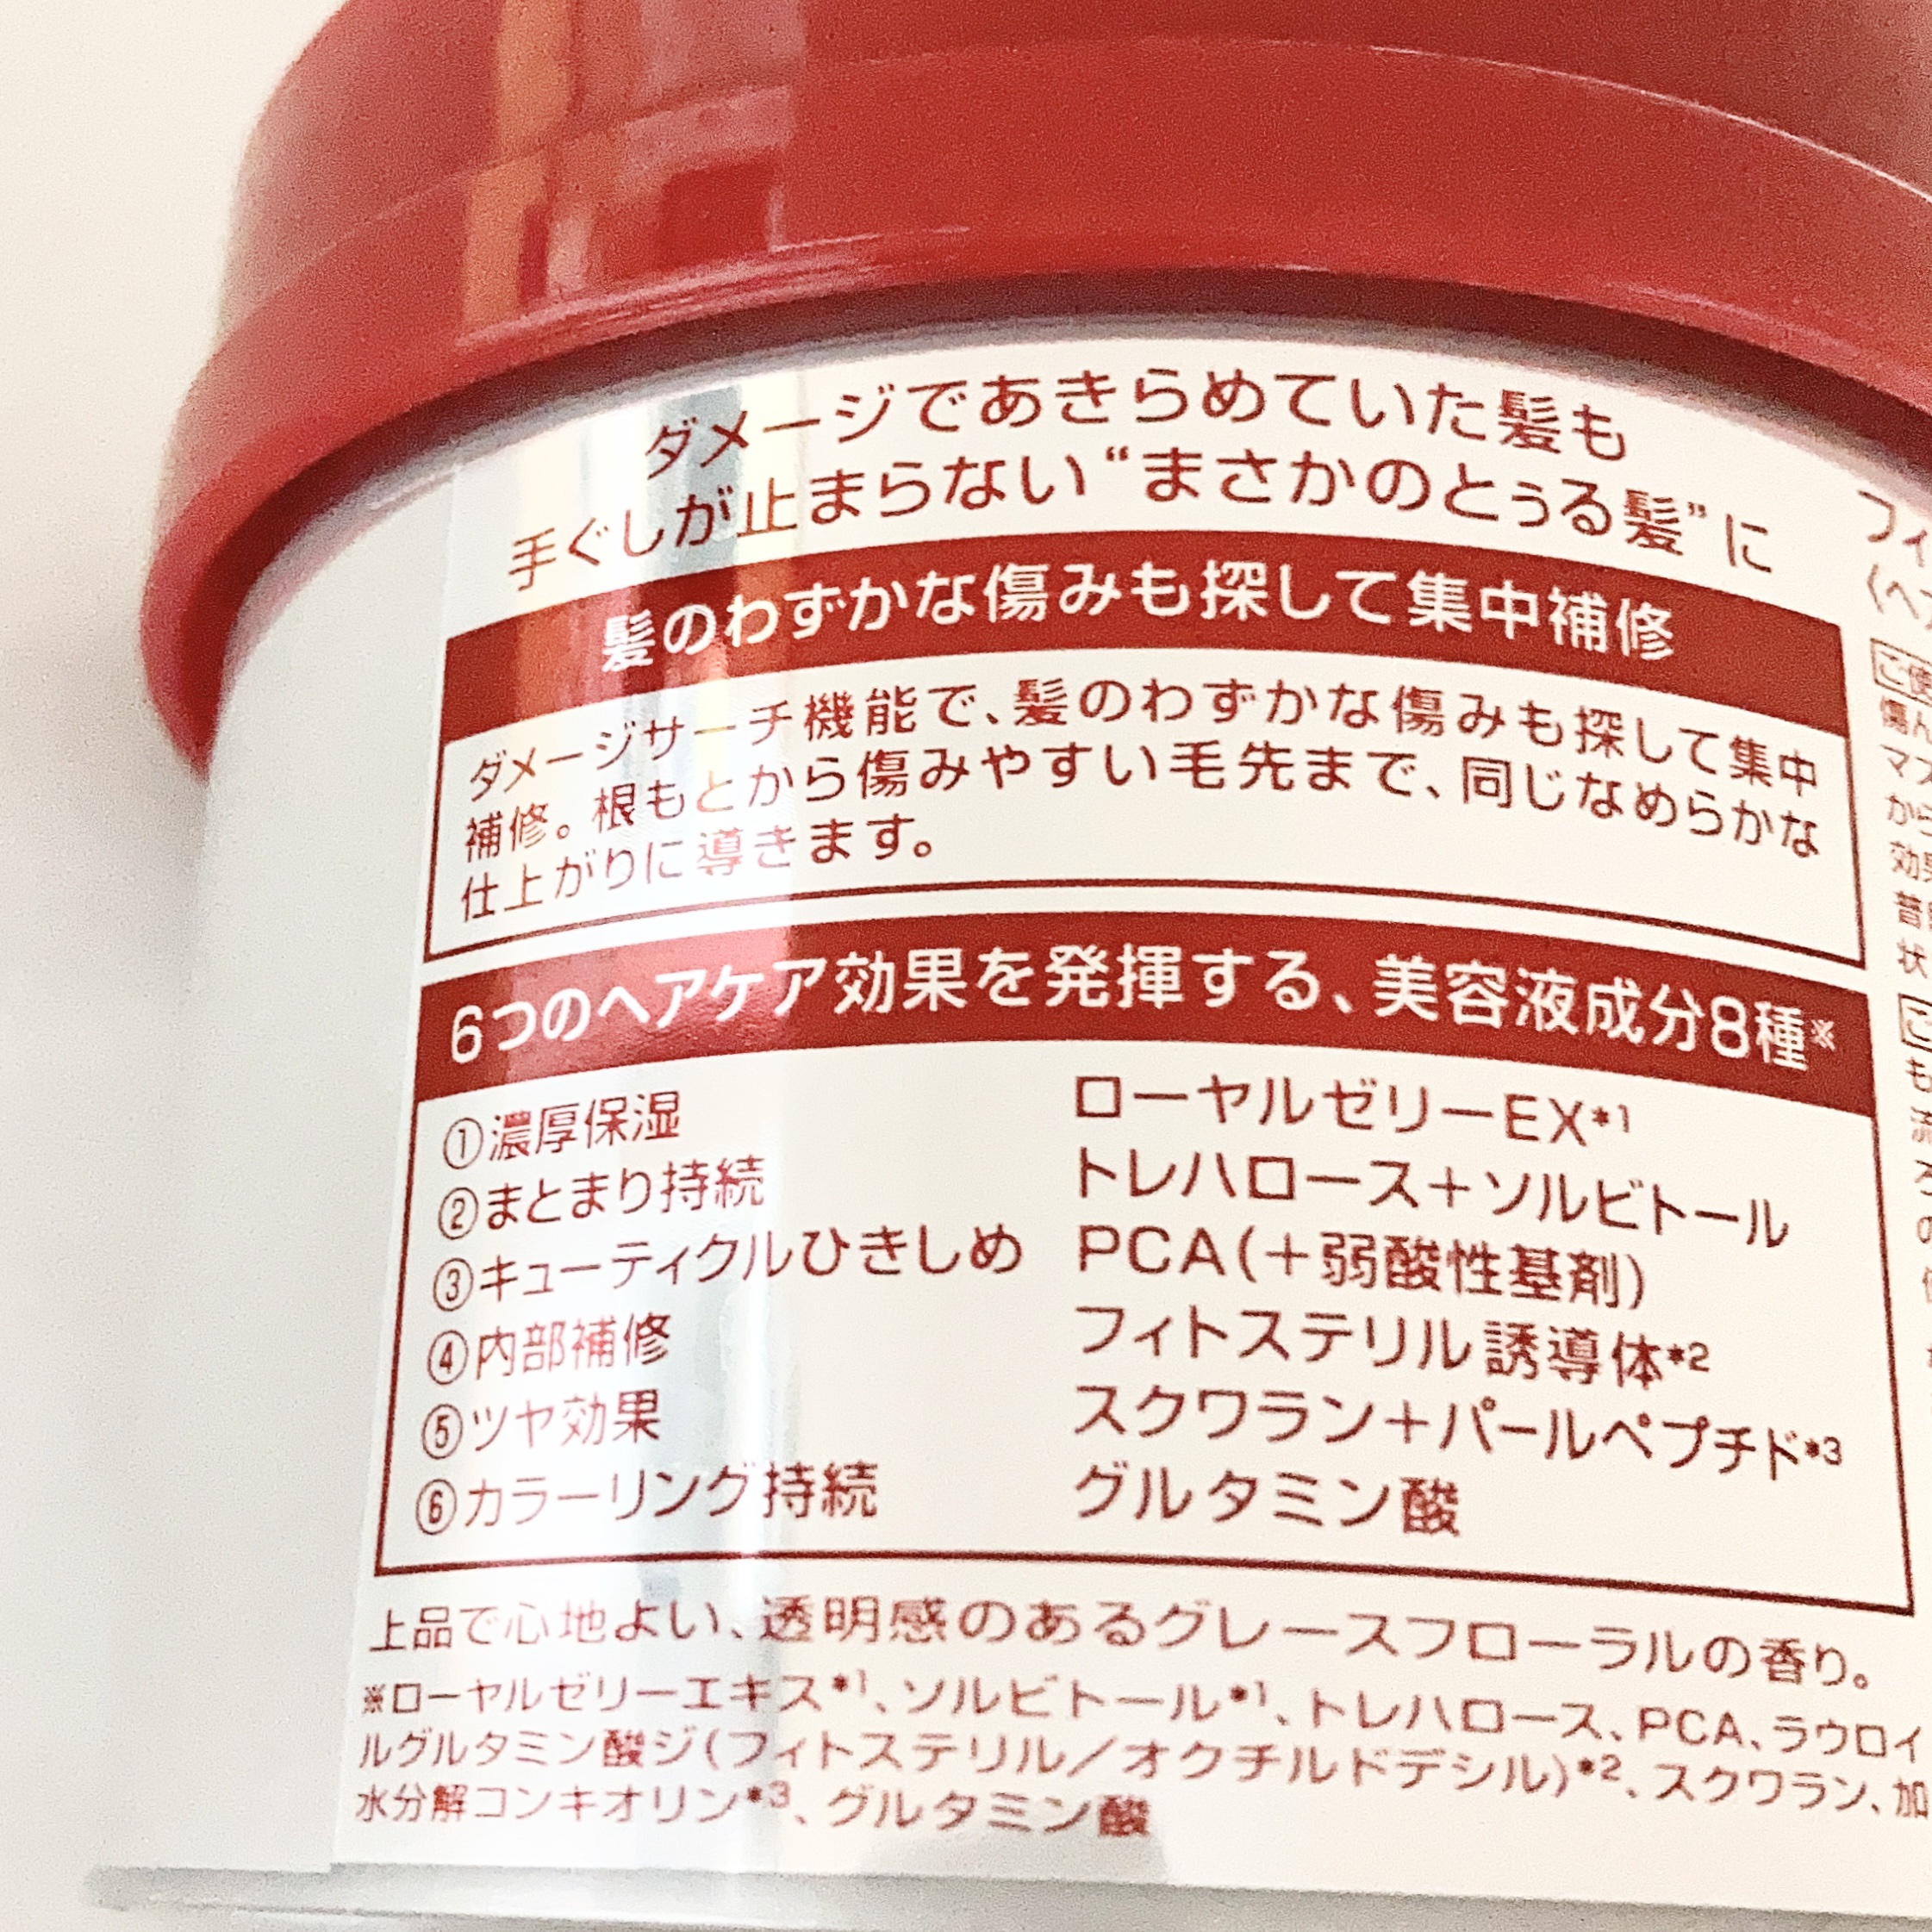 ダメージであきらめていた髪も
手ぐしが止まらない“まさかのとぅる髪”に
髪のわずかな傷みも探して集中補修
ダメージサーチ機能で、髪のわずかな傷みも探して集中
補修。根もとから傷みやすい毛先まで、同じなめらかな
仕上がりに導きます。
6つのヘアケア効果を発揮する、美容液成分8種※
①濃厚保湿 ローヤルゼリーEX*1
②まとまり持続 トレハロース＋ソルビトール
③キューティクルひきしめ PCA(＋弱酸性基剤)
④内部補修 フィトステリル誘導体*2
⑤ツヤ効果 スクワラン＋パールペプチド*3
⑥カラーリング持続 グルタミン酸
上品で心地よい、透明感のあるグレースフローラルの香り。
※ローヤルゼリーエキス*1、ソルビトール*1、トレハロース、PCA、ラウロイ
ルグルタミン酸ジ(フィトステリル／オクチルドデシル)*2、スクワラン、加
水分解コンキオリン*3、グルタミン酸
フィ
ご使
傷ん
から
効果
状
も